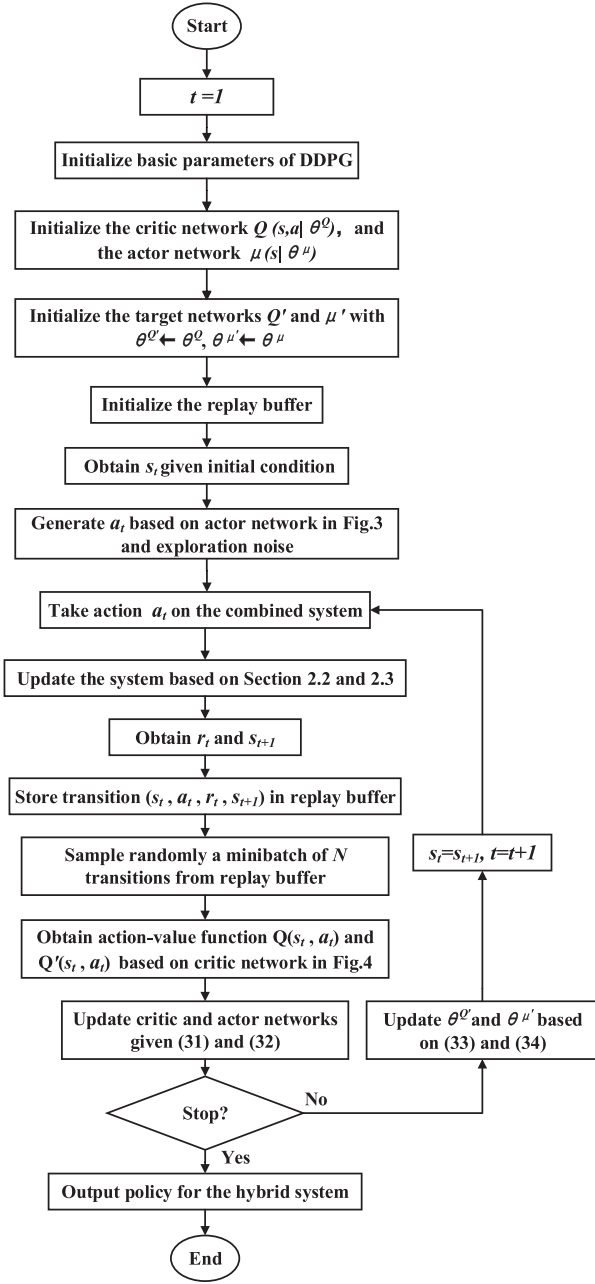 Start
t =1
Initialize basic parameters of DDPG
Initialize the critic network Q (s,a| θ^Q), and
the actor network μ(s| θ^μ)
Initialize the target networks Q' and μ' with
θ^Q'← θ^Q, θ^μ'← θ^μ
Initialize the replay buffer
Obtain s_t given initial condition
Generate a_t based on actor network in Fig.3
and exploration noise
Take action a_t on the combined system
Update the system based on Section 2.2 and 2.3
Obtain r_t and s_t+1
Store transition (s_t , a_t , r_t , s_t+1) in replay buffer
Sample randomly a minibatch of N
transitions from replay buffer
s_t=s_t+1, t=t+1
Obtain action-value function Q(s_t , a_t) and
Q'(s_t , a_t) based on critic network in Fig.4
Update critic and actor networks
given (31) and (32)
Update θ^Q' and θ^μ' based
on (33) and (34)
Stop?
No
Yes
Output policy for the hybrid system
End